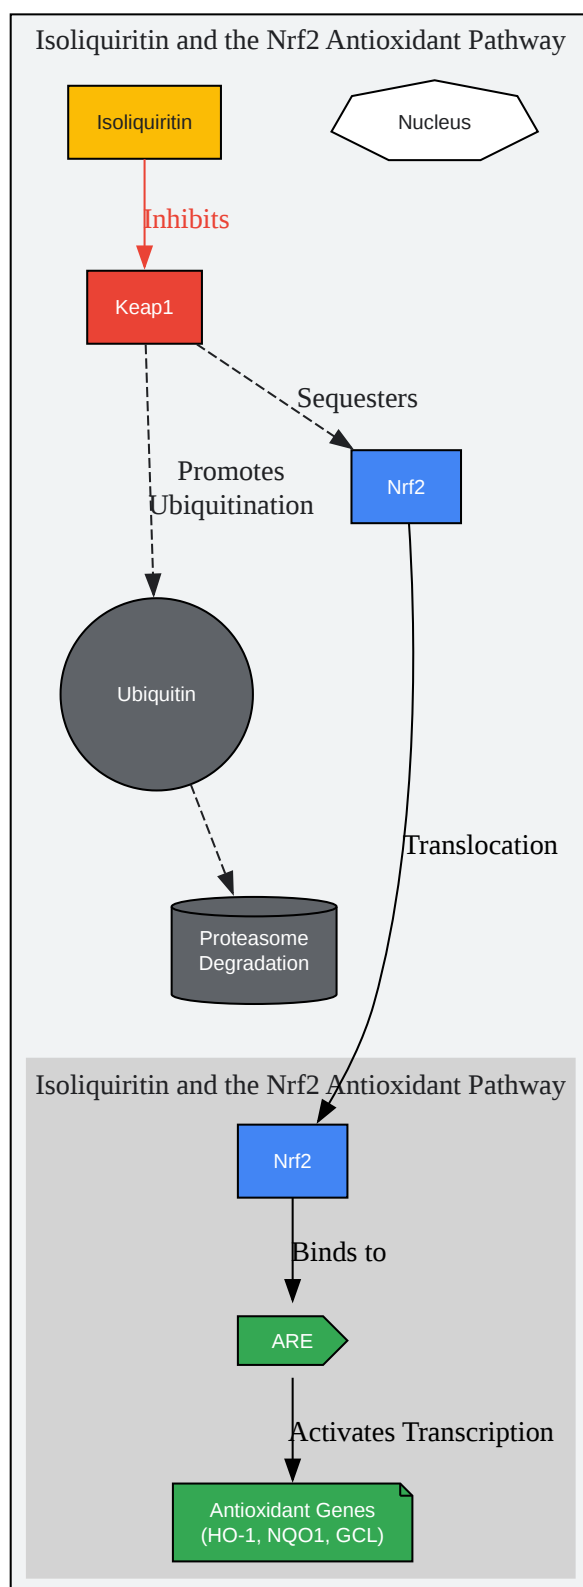 Isoliquiritin and the Nrf2 Antioxidant Pathway
Isoliquiritin
Nucleus
Inhibits
Keap1
Sequesters
Promotes
Ubiquitination
Nrf2
Ubiquitin
Translocation
Proteasome
Degradation
Isoliquiritin and the Nrf2 Antioxidant Pathway
Nrf2
Binds to
ARE
Activates Transcription
Antioxidant Genes
(HO-1, NQO1, GCL)